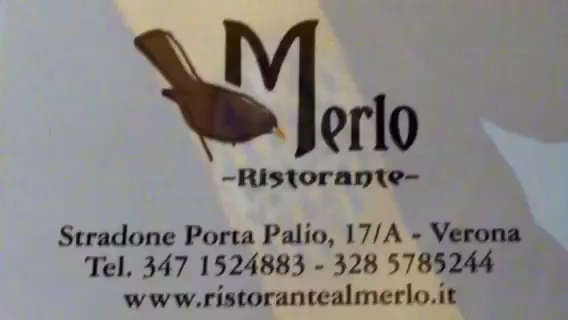 Merlo
-Ristorante-
Stradone Porta Palio, 17/A - Verona
Tel. 347 1524883 - 328 5785244
www.ristorantealmerlo.it